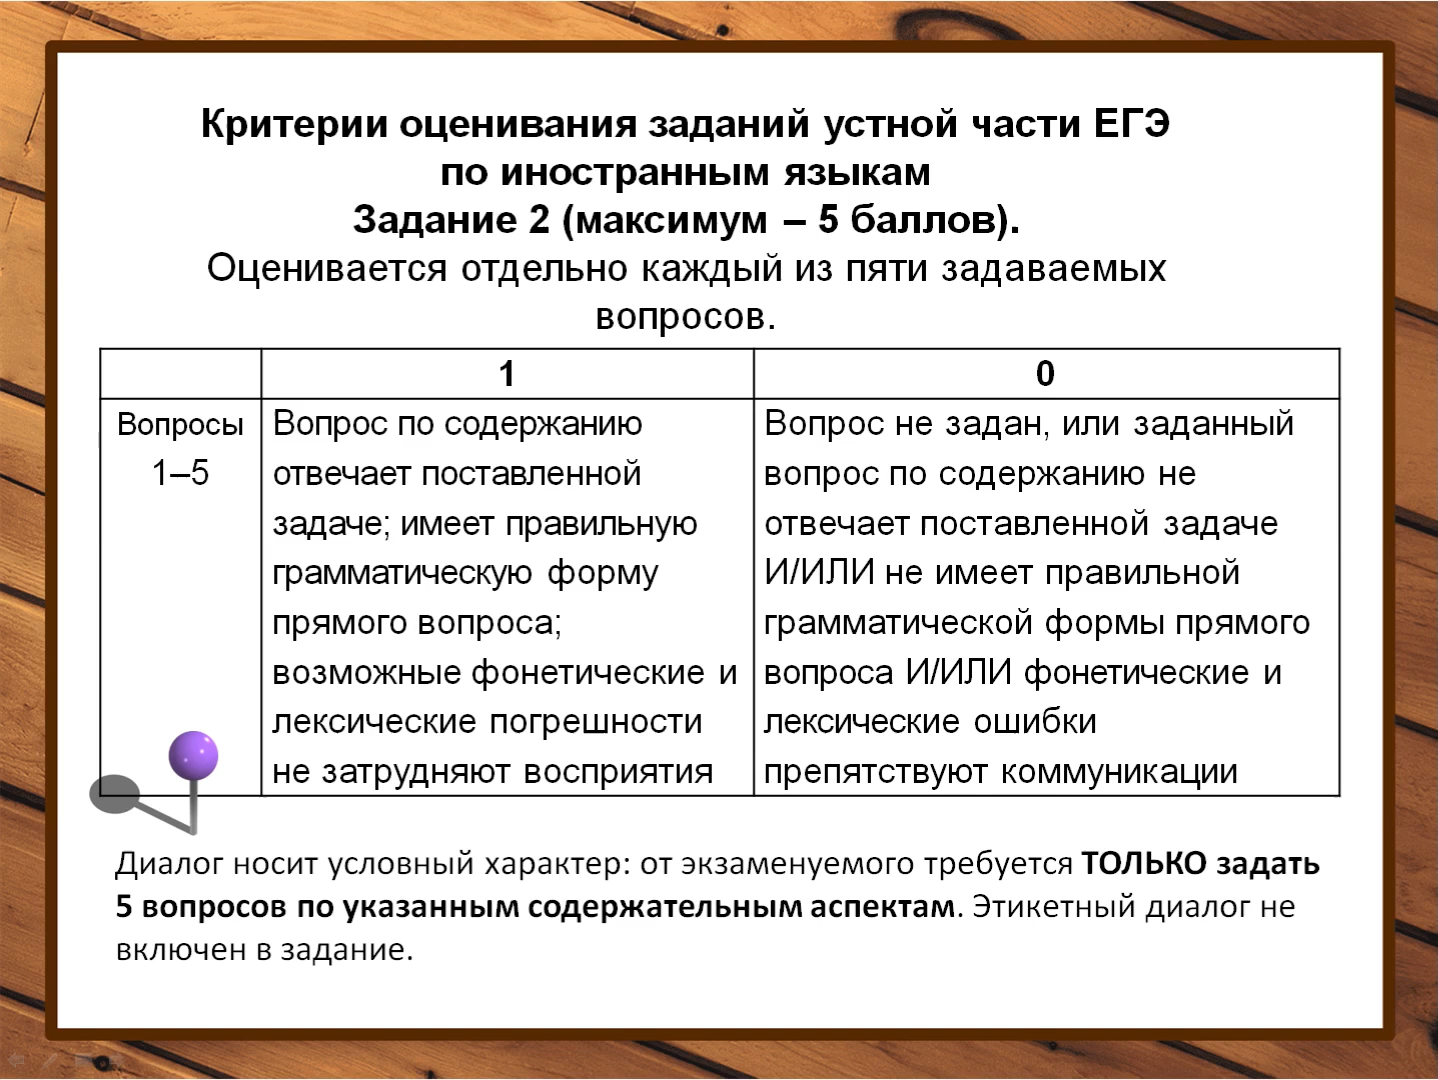 Критерии оценивания заданий устной части ЕГЭ
по иностранным языкам
Задание 2 (максимум – 5 баллов).
Оценивается отдельно каждый из пяти задаваемых
вопросов.
1
0
Вопросы
1–5
Вопрос по содержанию
отвечает поставленной
задаче; имеет правильную
грамматическую форму
прямого вопроса;
возможные фонетические и
лексические погрешности
не затрудняют восприятия
Вопрос не задан, или заданный
вопрос по содержанию не
отвечает поставленной задаче
И/ИЛИ не имеет правильной
грамматической формы прямого
вопроса И/ИЛИ фонетические и
лексические ошибки
препятствуют коммуникации
Диалог носит условный характер: от экзаменуемого требуется ТОЛЬКО задать
5 вопросов по указанным содержательным аспектам. Этикетный диалог не
включен в задание.